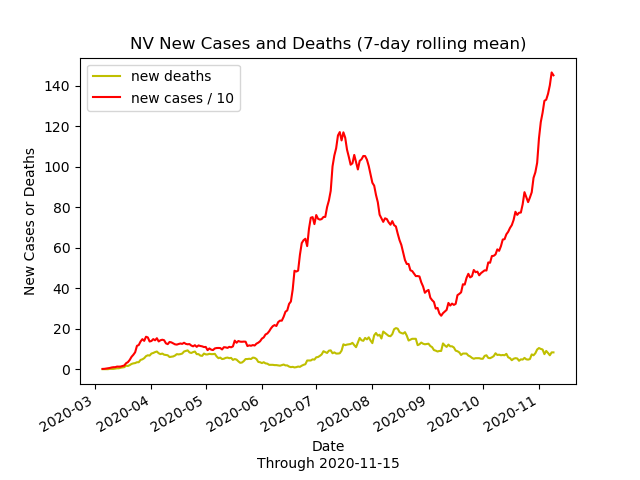 NV New Cases and Deaths (7-day rolling mean)
new deaths
new cases / 10
New Cases or Deaths
140
120
100
80
60
40
20
0
2020-03
2020-04
2020-05
2020-06
2020-07
2020-08
2020-09
2020-10
2020-11
Date
Through 2020-11-15